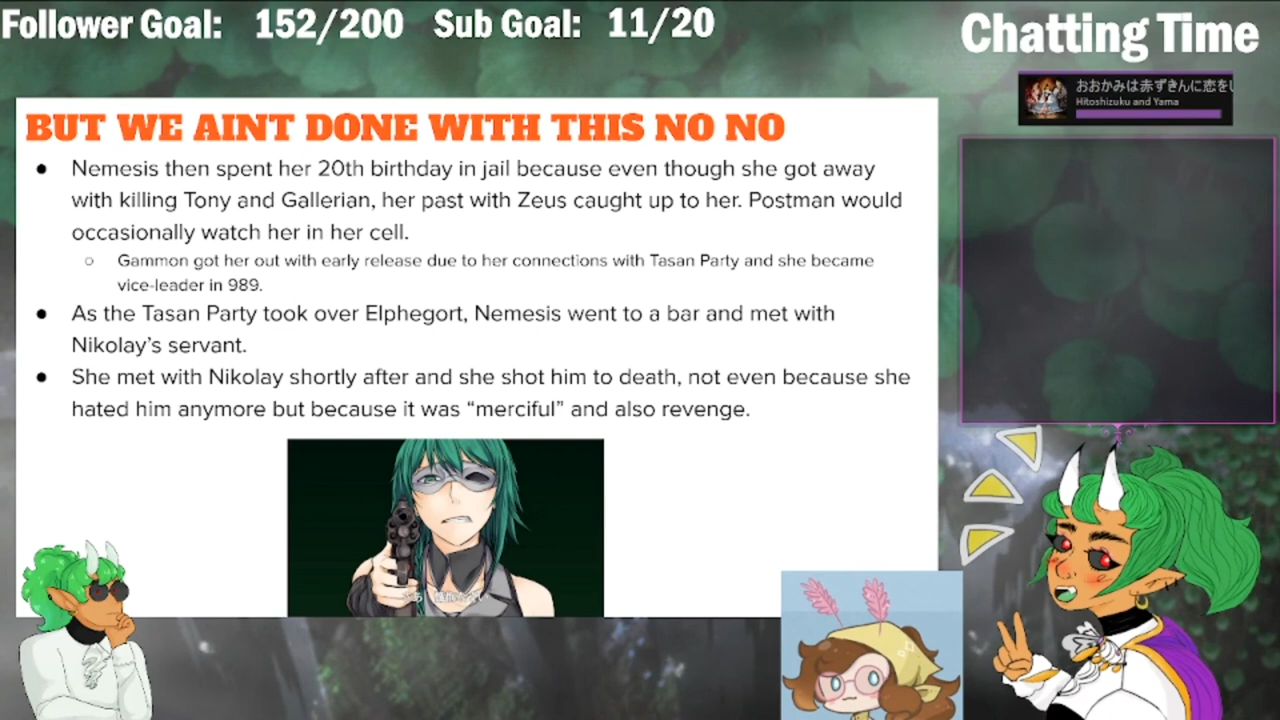 Follower Goal: 152/200 Sub Goal: 11/20
Chatting Time
おおかみは赤ずきんに恋をし
Hitoshizuku and Yama
BUT WE AINT DONE WITH THIS NO NO
● Nemesis then spent her 20th birthday in jail because even though she got away
with killing Tony and Gallerian, her past with Zeus caught up to her. Postman would
occasionally watch her in her cell.
○ Gammon got her out with early release due to her connections with Tasan Party and she became
vice-leader in 989.
● As the Tasan Party took over Elphegort, Nemesis went to a bar and met with
Nikolay’s servant.
● She met with Nikolay shortly after and she shot him to death, not even because she
hated him anymore but because it was “merciful” and also revenge.